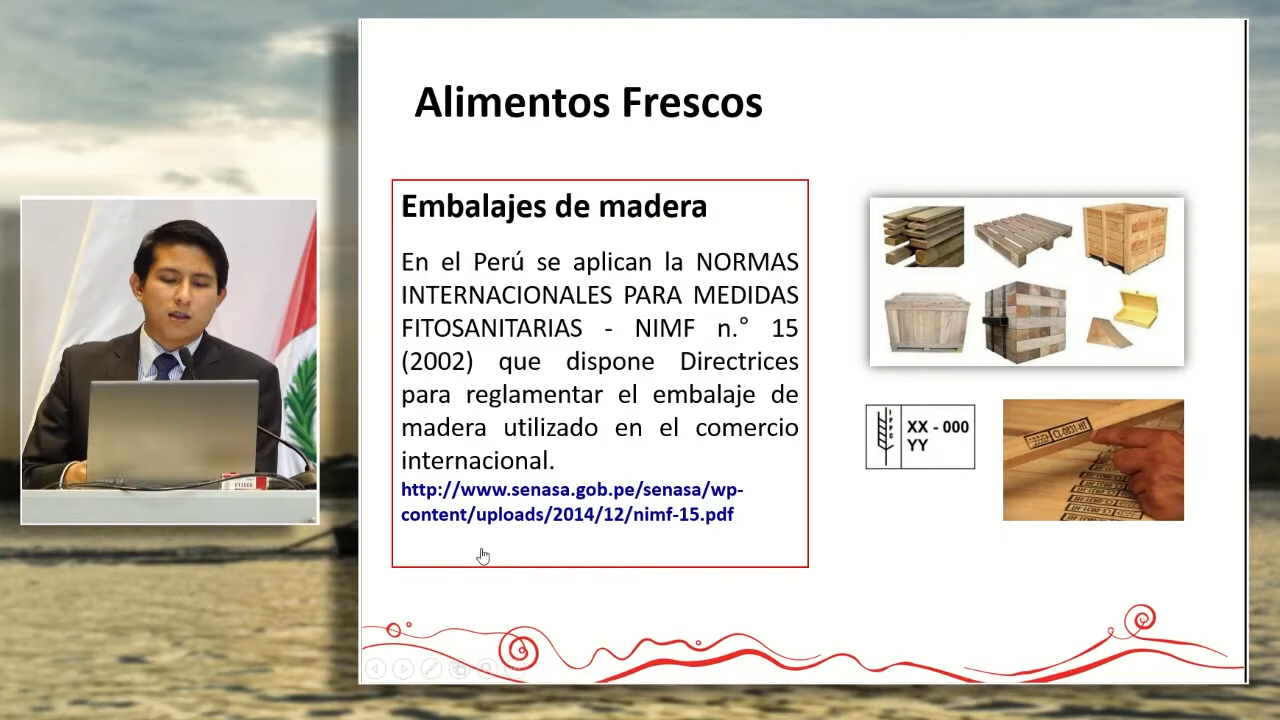 Alimentos Frescos
Embalajes de madera
En el Perú se aplican la NORMAS
INTERNACIONALES PARA MEDIDAS
FITOSANITARIAS - NIMF n.° 15
(2002) que dispone Directrices
para reglamentar el embalaje de
madera utilizado en el comercio
internacional.
http://www.senasa.gob.pe/senasa/wp-
content/uploads/2014/12/nimf-15.pdf
IPPC
XX - 000
YY